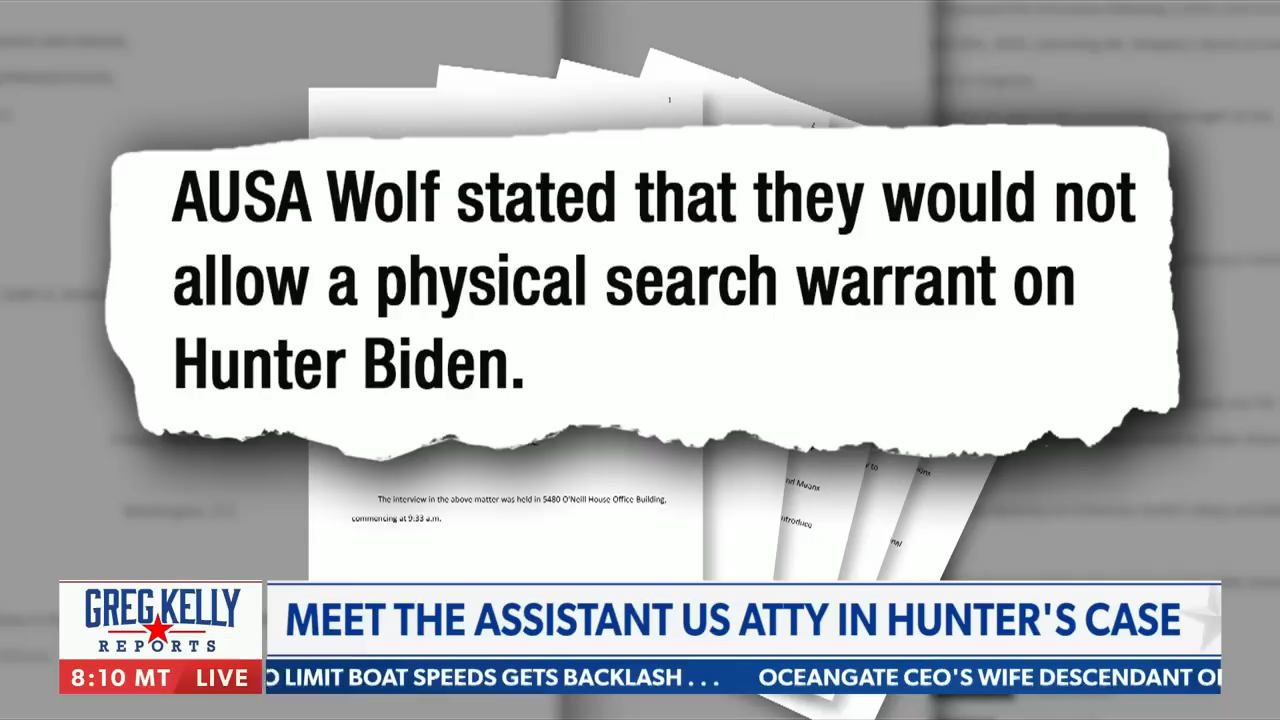 1
AUSA Wolf stated that they would not
allow a physical search warrant on
Hunter Biden.
The interview in the above matter was held in 5480 O'Neill House Office Building,
commencing at 9:33 a.m.
to
GREG KELLY
REPORTS
MEET THE ASSISTANT US ATTY IN HUNTER'S CASE
8:10 MT LIVE
LIMIT BOAT SPEEDS GETS BACKLASH . . . OCEANGATE CEO'S WIFE DESCENDANT